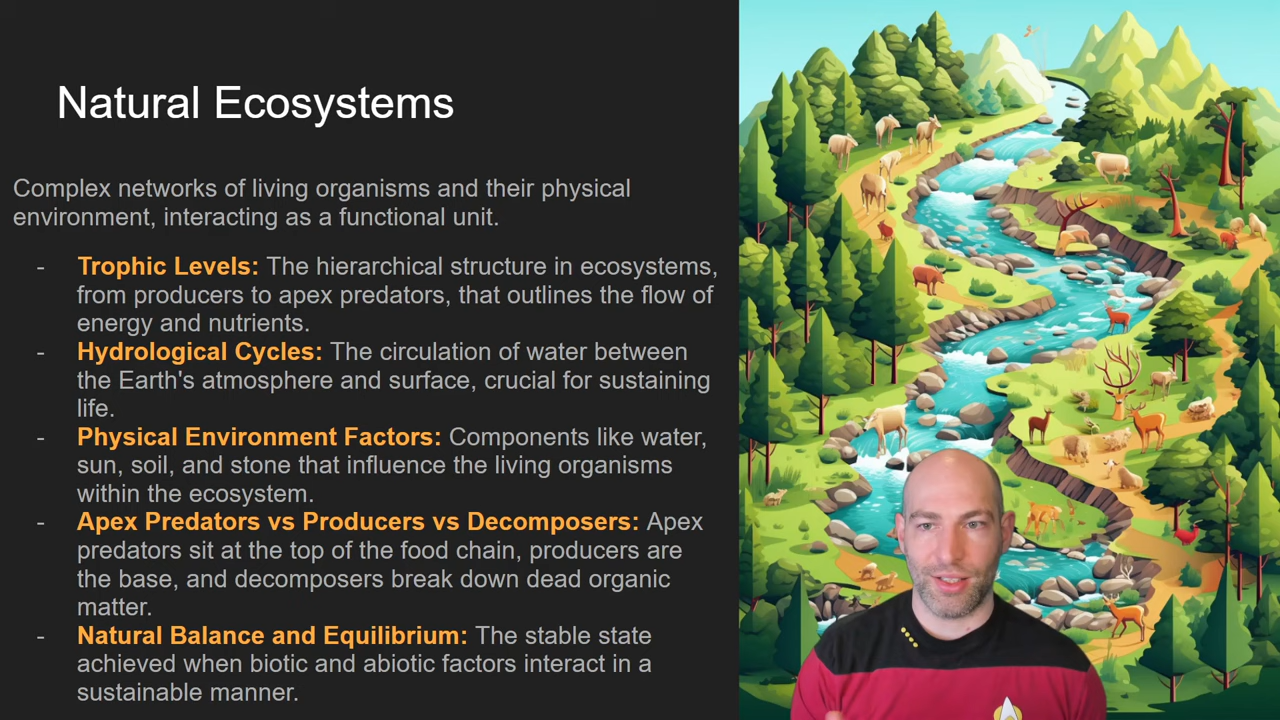 Natural Ecosystems
Complex networks of living organisms and their physical
environment, interacting as a functional unit.
- Trophic Levels: The hierarchical structure in ecosystems,
from producers to apex predators, that outlines the flow of
energy and nutrients.
- Hydrological Cycles: The circulation of water between
the Earth's atmosphere and surface, crucial for sustaining
life.
- Physical Environment Factors: Components like water,
sun, soil, and stone that influence the living organisms
within the ecosystem.
- Apex Predators vs Producers vs Decomposers: Apex
predators sit at the top of the food chain, producers are
the base, and decomposers break down dead organic
matter.
- Natural Balance and Equilibrium: The stable state
achieved when biotic and abiotic factors interact in a
sustainable manner.